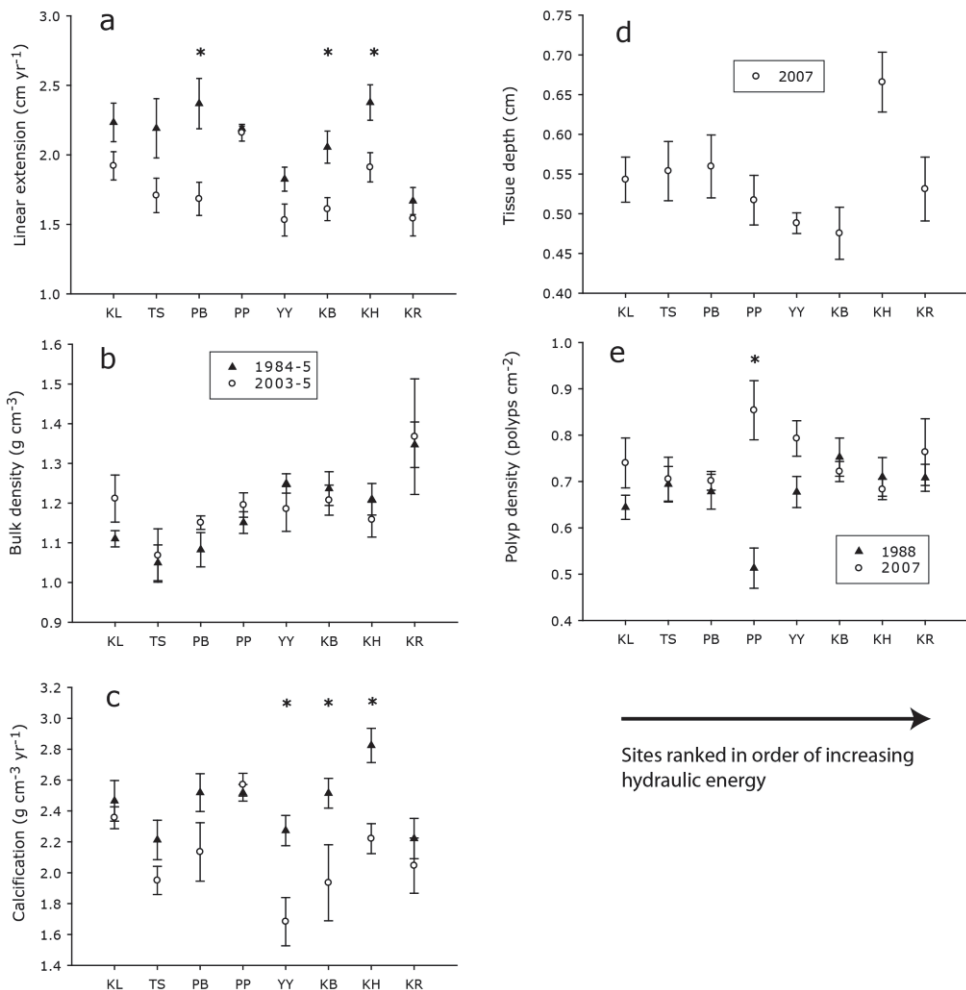 a
Linear extension (cm yr⁻¹)
3.0
2.5
2.0
1.5
1.0
* * *
KL TS PB PP YY KB KH KR
b
Bulk density (g cm⁻³)
1.6
1.5
1.3
1.3
1.2
1.1
1.0
0.9
1984-5
2003-5
KL TS PB PP YY KB KH KR
c
Calcification (g cm⁻³ yr⁻¹)
3.2
3.0
2.8
2.6
2.4
2.2
2.0
1.8
1.6
1.4
* * *
KL TS PB PP YY KB KH KR
d
Tissue depth (cm)
0.75
0.70
0.65
0.60
0.55
0.50
0.45
0.40
2007
KL TS PB PP YY KB KH KR
e
Polyp density (polyps cm⁻²)
1.0
0.9
0.8
0.7
0.6
0.5
0.4
*
1988
2007
KL TS PB PP YY KB KH KR
Sites ranked in order of increasing
hydraulic energy